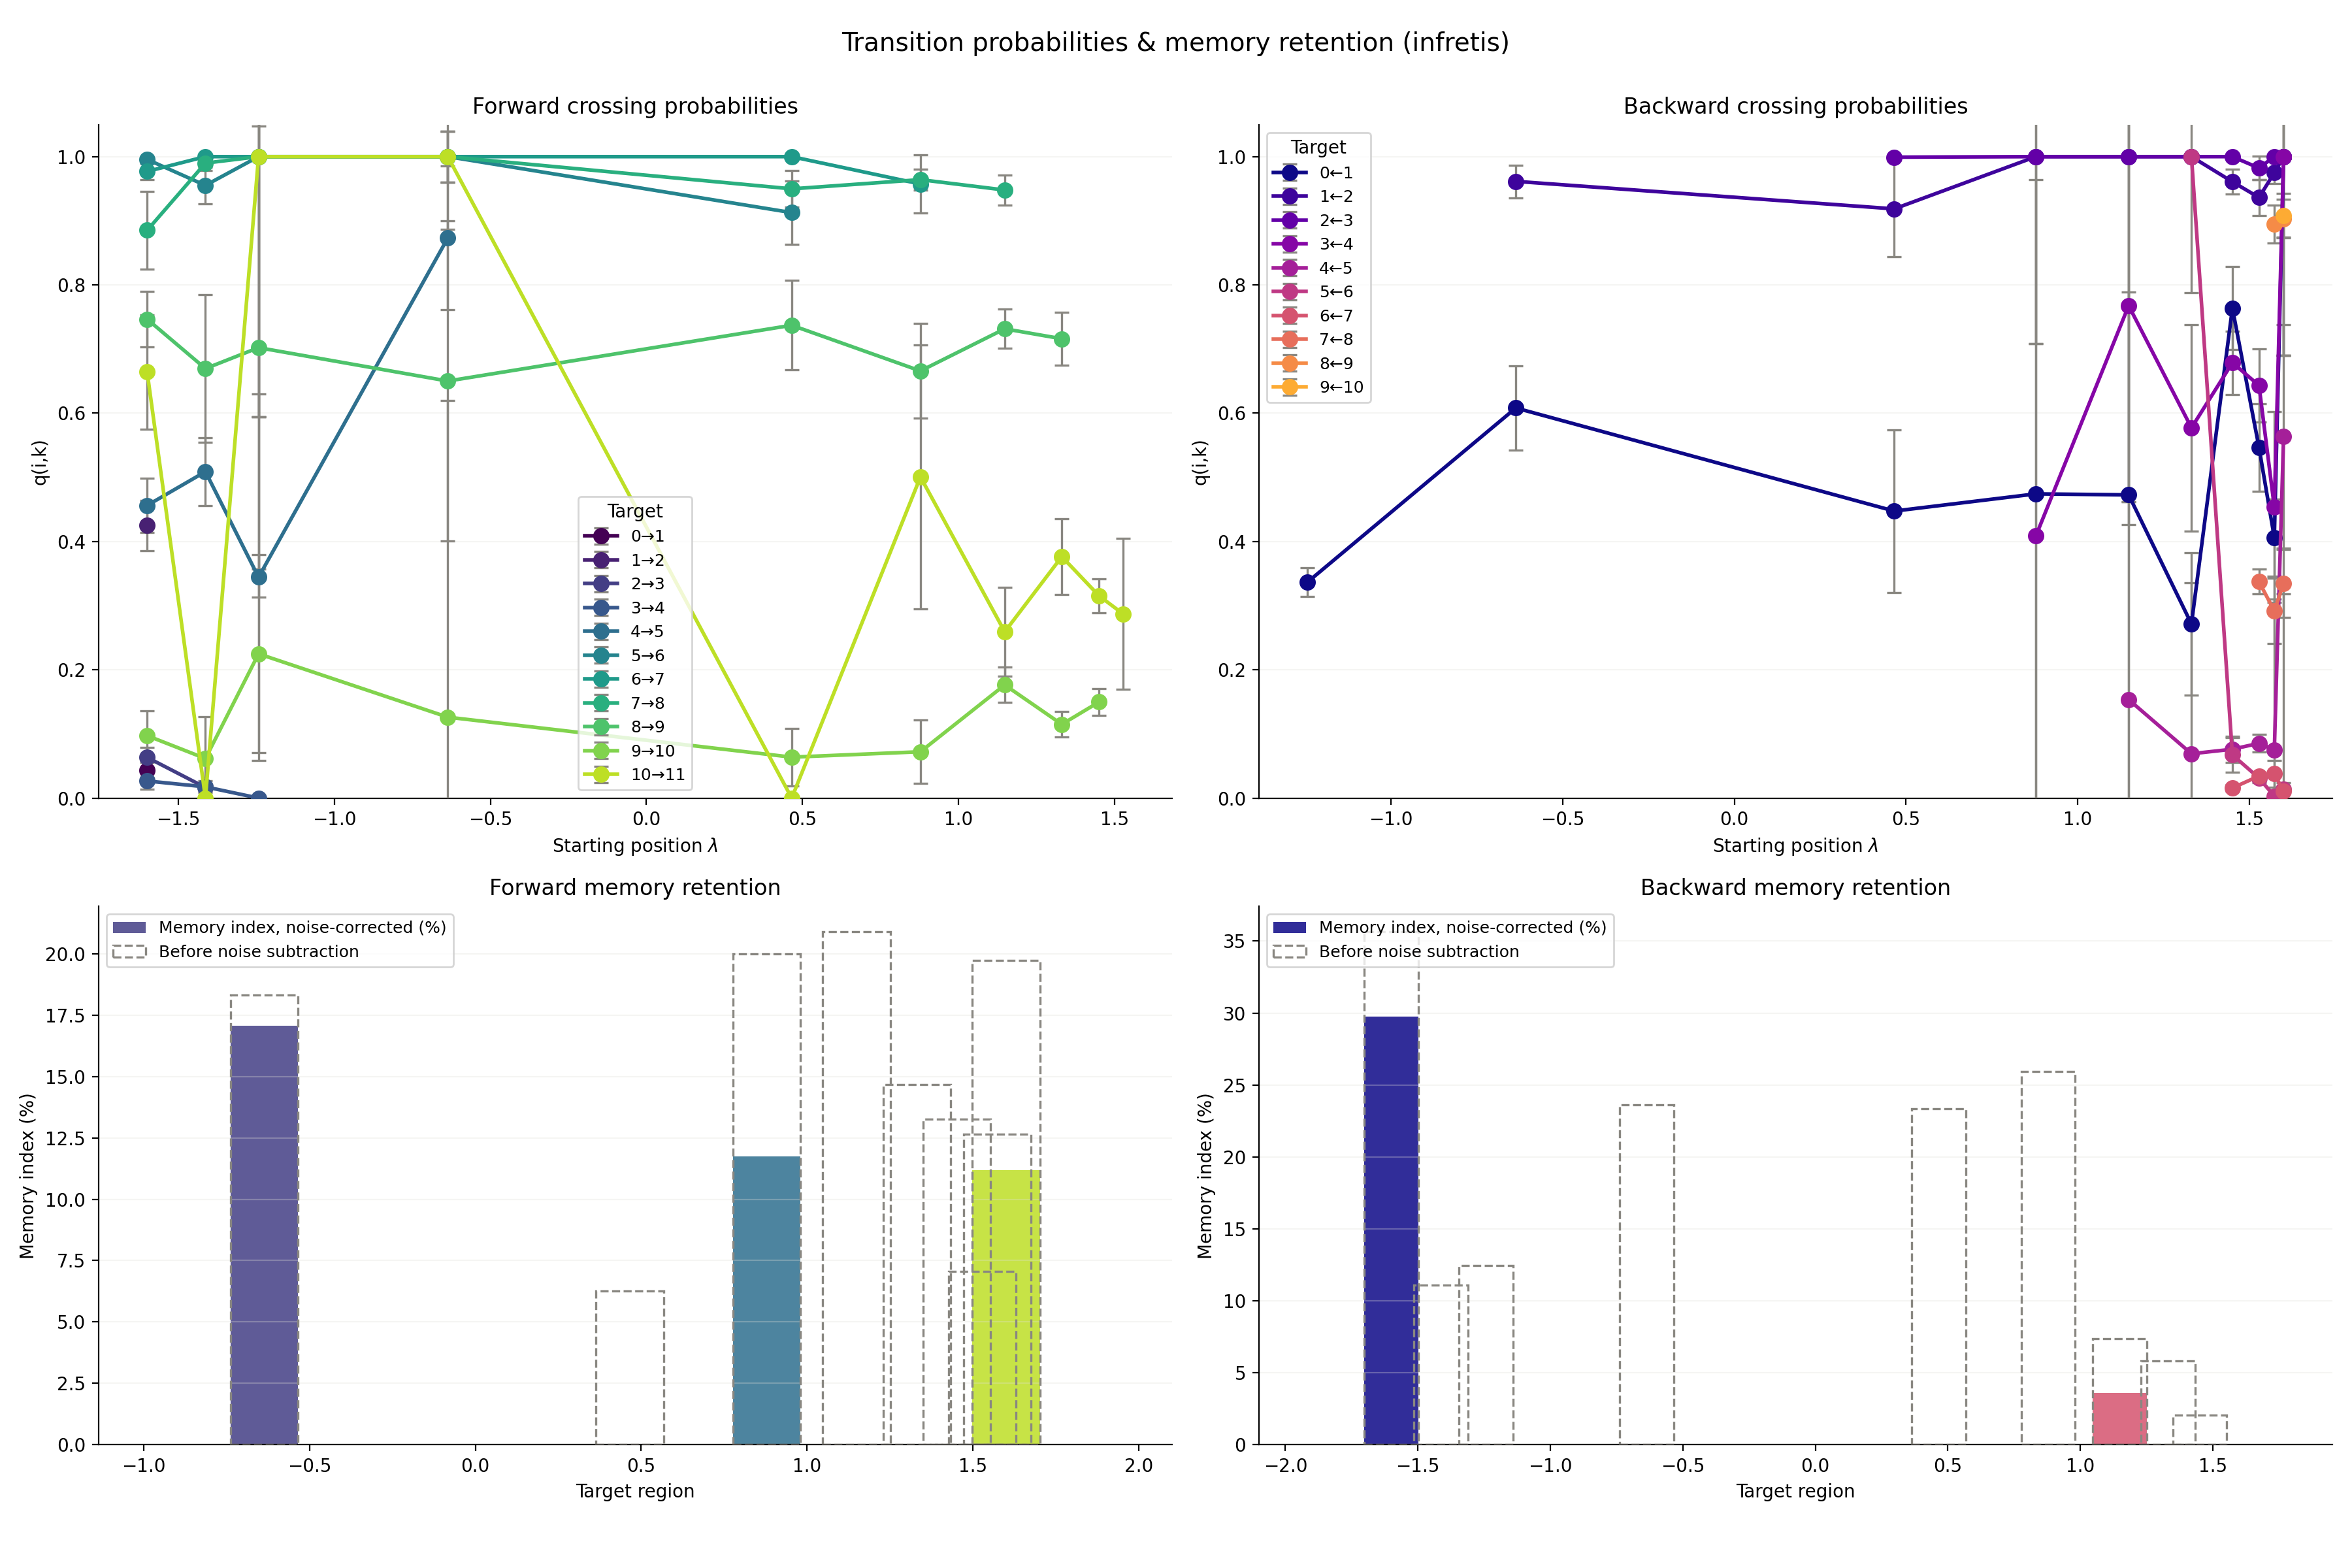 Transition probabilities & memory retention (infretis)
Forward crossing probabilities
q(i,k)
1.0
0.8
0.6
0.4
0.2
0.0
−1.5 −1.0 −0.5 0.0 0.5 1.0 1.5
Starting position λ
Target
0→1
1→2
2→3
3→4
4→5
5→6
6→7
7→8
8→9
9→10
10→11
Backward crossing probabilities
q(i,k)
1.0
0.8
0.6
0.4
0.2
0.0
−1.0 −0.5 0.0 0.5 1.0 1.5
Starting position λ
Target
0←1
1←2
2←3
3←4
4←5
5←6
6←7
7←8
8←9
9←10
Forward memory retention
Memory index (%)
20.0
17.5
15.0
12.5
10.0
7.5
5.0
2.5
0.0
−1.0 −0.5 0.0 0.5 1.0 1.5 2.0
Target region
Memory index, noise-corrected (%)
Before noise subtraction
Backward memory retention
Memory index (%)
35
30
25
20
15
10
5
0
−2.0 −1.5 −1.0 −0.5 0.0 0.5 1.0 1.5
Target region
Memory index, noise-corrected (%)
Before noise subtraction